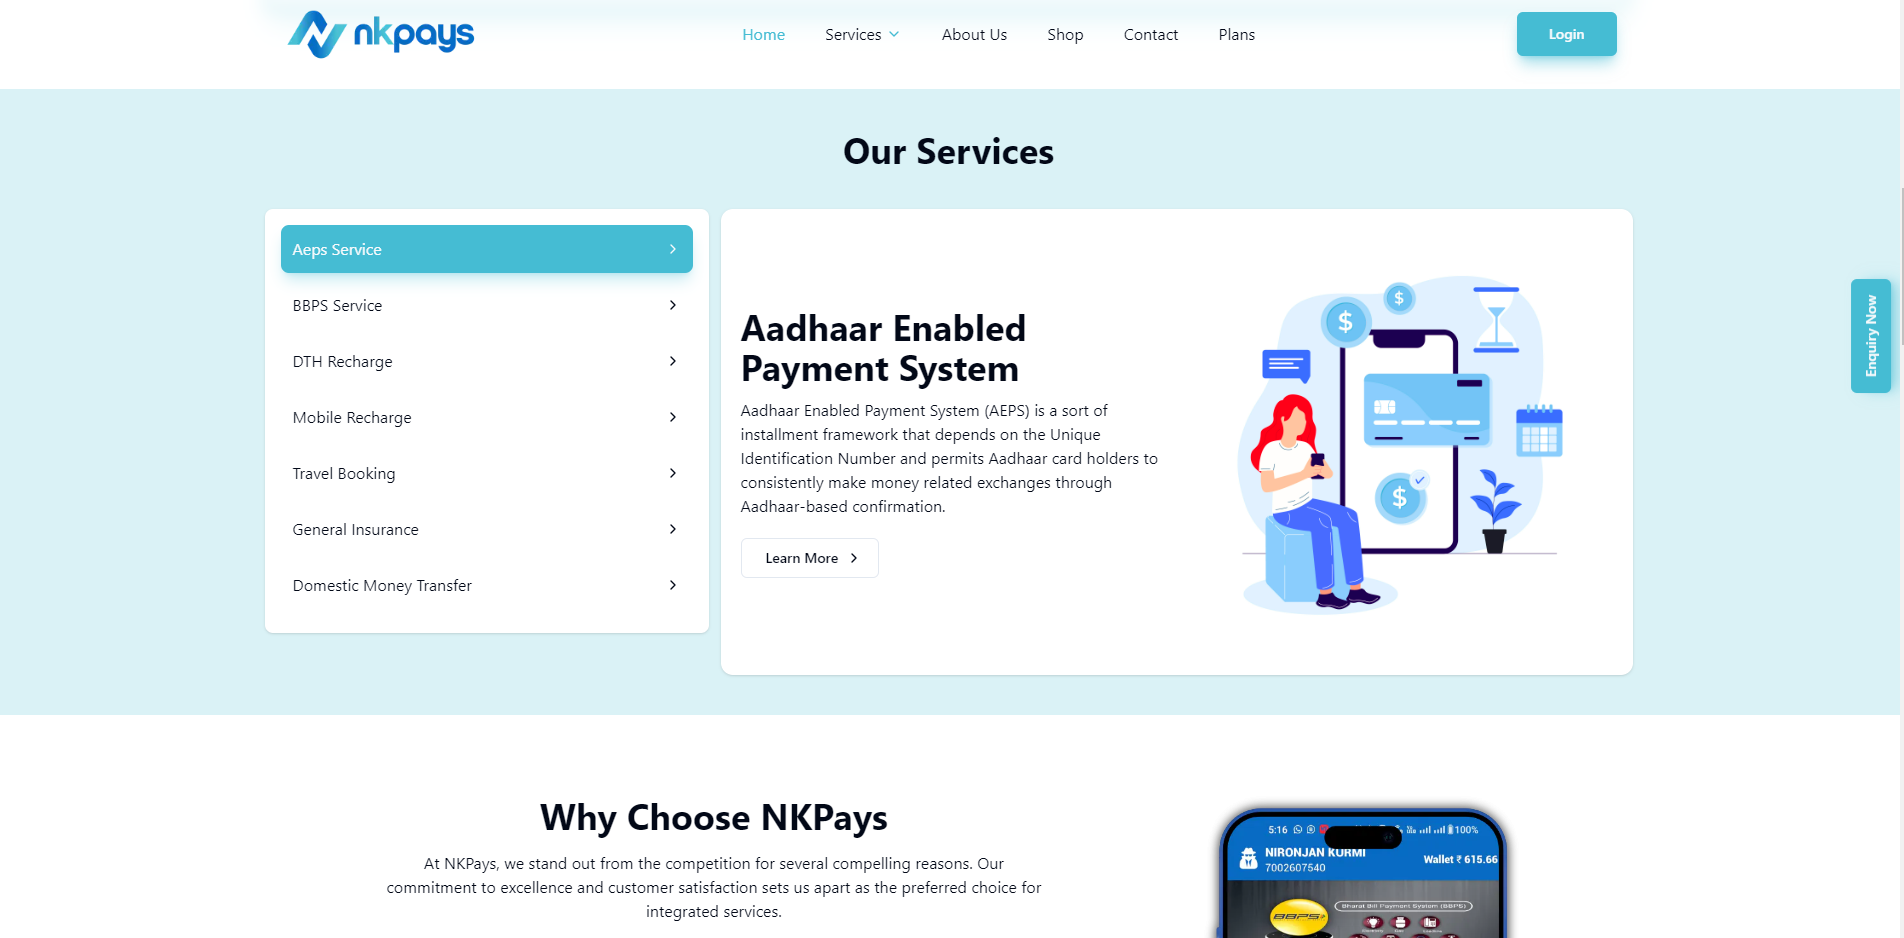 nkpays
Home
Services
About Us
Shop
Contact
Plans
Login
Our Services
Aeps Service
BBPS Service
DTH Recharge
Mobile Recharge
Travel Booking
General Insurance
Domestic Money Transfer
Aadhaar Enabled
Payment System
Aadhaar Enabled Payment System (AEPS) is a sort of
installment framework that depends on the Unique
Identification Number and permits Aadhaar card holders to
consistently make money related exchanges through
Aadhaar-based confirmation.
Learn More
$
$
$
Enquiry Now
Why Choose NKPays
At NKPays, we stand out from the competition for several compelling reasons. Our
commitment to excellence and customer satisfaction sets us apart as the preferred choice for
integrated services.
5:16
100%
NIRONJAN KURMI
7002607540
Wallet ₹ 615.66
BBPS
Bharat Bill Payment System (BBPS)